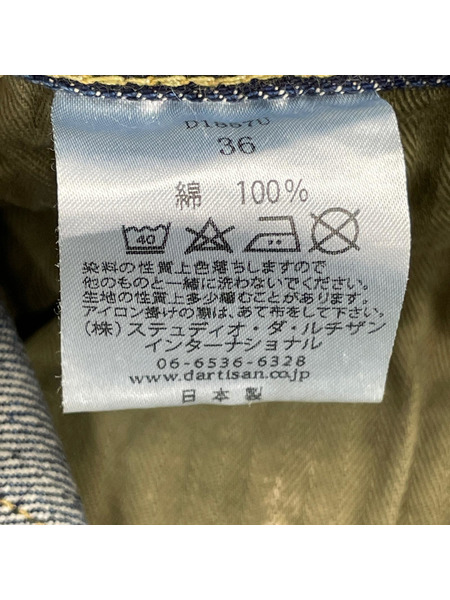 36
綿 100%
40
染料の性質上色落ちしますので
他のものと一緒に洗わないでください。
生地の性質上多少縮むことがあります。
アイロン掛けの際は、あて布をして下さい。
(株)ステュディオ・ダ・ルチザン
インターナショナル
06-6536-6328
www.dartisan.co.jp
日本製